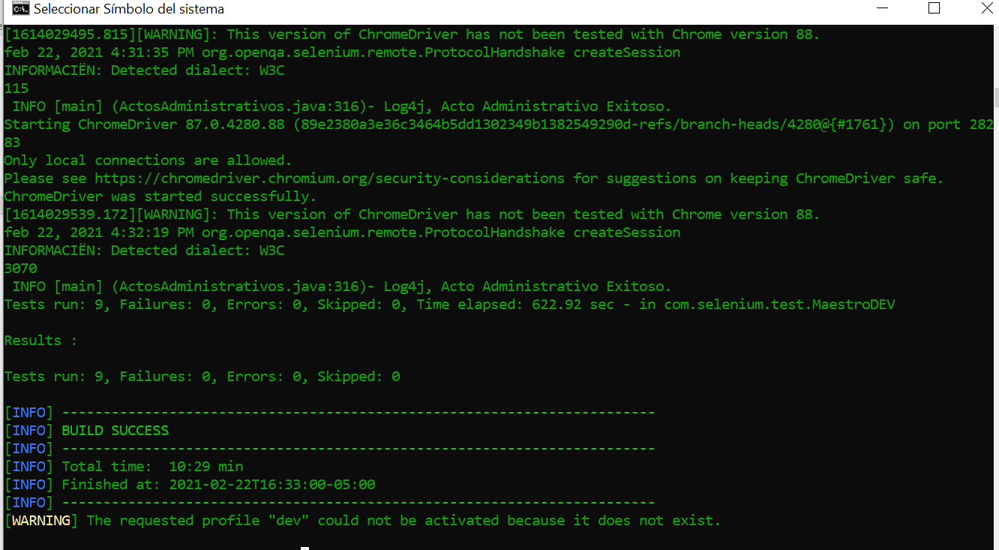 Seleccionar Símbolo del sistema
[1614029495.815][WARNING]: This version of ChromeDriver has not been tested with Chrome version 88.
feb 22, 2021 4:31:35 PM org.openqa.selenium.remote.ProtocolHandshake createSession
INFORMACIËN: Detected dialect: W3C
115
INFO [main] (ActosAdministrativos.java:316)- Log4j, Acto Administrativo Exitoso.
Starting ChromeDriver 87.0.4280.88 (89e2380a3e36c3464b5dd1302349b1382549290d-refs/branch-heads/4280@{#1761}) on port 282
83
Only local connections are allowed.
Please see https://chromedriver.chromium.org/security-considerations for suggestions on keeping ChromeDriver safe.
ChromeDriver was started successfully.
[1614029539.172][WARNING]: This version of ChromeDriver has not been tested with Chrome version 88.
feb 22, 2021 4:32:19 PM org.openqa.selenium.remote.ProtocolHandshake createSession
INFORMACIËN: Detected dialect: W3C
3070
INFO [main] (ActosAdministrativos.java:316)- Log4j, Acto Administrativo Exitoso.
Tests run: 9, Failures: 0, Errors: 0, Skipped: 0, Time elapsed: 622.92 sec - in com.selenium.test.MaestroDEV
Results :
Tests run: 9, Failures: 0, Errors: 0, Skipped: 0
[INFO] ------------------------------------------------------------------------
[INFO] BUILD SUCCESS
[INFO] ------------------------------------------------------------------------
[INFO] Total time:  10:29 min
[INFO] Finished at: 2021-02-22T16:33:00-05:00
[INFO] ------------------------------------------------------------------------
[WARNING] The requested profile "dev" could not be activated because it does not exist.